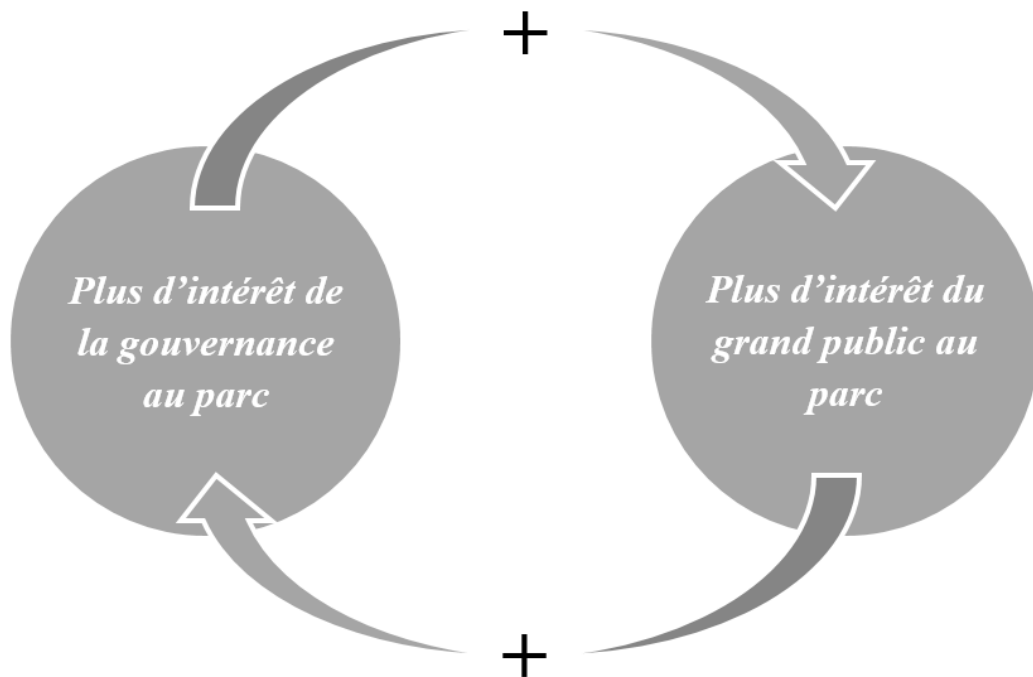 +
Plus d’intérêt de
la gouvernance
au parc
Plus d’intérêt du
grand public au
parc
+